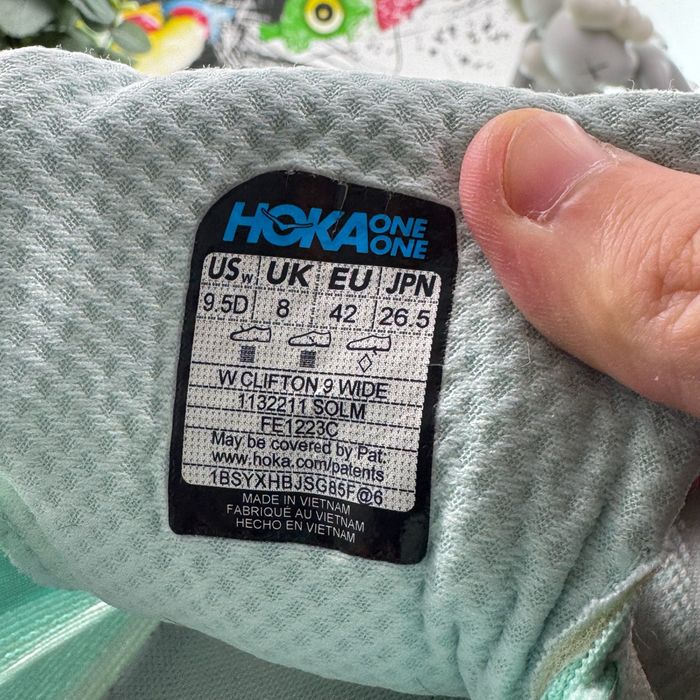 HOKA ONE ONE
USw. UK EU JPN
9.5D 8 42 26.5
W CLIFTON 9 WIDE
1132211 SOLM
FE1223C
May be covered by Pat.
www.hoka.com/patents
1BSYXHBJSG85F@6
MADE IN VIETNAM
FABRIQUÉ AU VIETNAM
HECHO EN VIETNAM